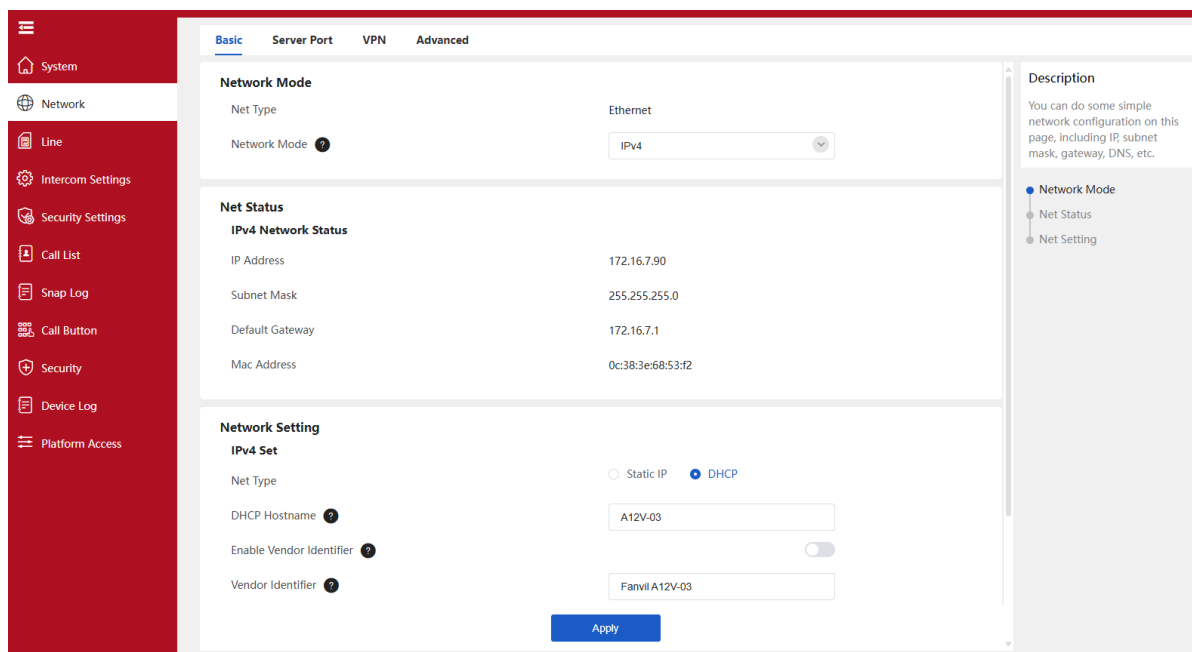 Basic Server Port VPN Advanced
System
Network
Line
Intercom Settings
Security Settings
Call List
Snap Log
Call Button
Security
Device Log
Platform Access
Network Mode
Net Type Ethernet
Network Mode ? IPv4
Net Status
IPv4 Network Status
IP Address 172.16.7.90
Subnet Mask 255.255.255.0
Default Gateway 172.16.7.1
Mac Address 0c:38:3e:68:53:f2
Network Setting
IPv4 Set
Net Type Static IP DHCP
DHCP Hostname ? A12V-03
Enable Vendor Identifier ?
Vendor Identifier ? Fanvil A12V-03
Apply
Description
You can do some simple
network configuration on this
page, including IP, subnet
mask, gateway, DNS, etc.
Network Mode
Net Status
Net Setting